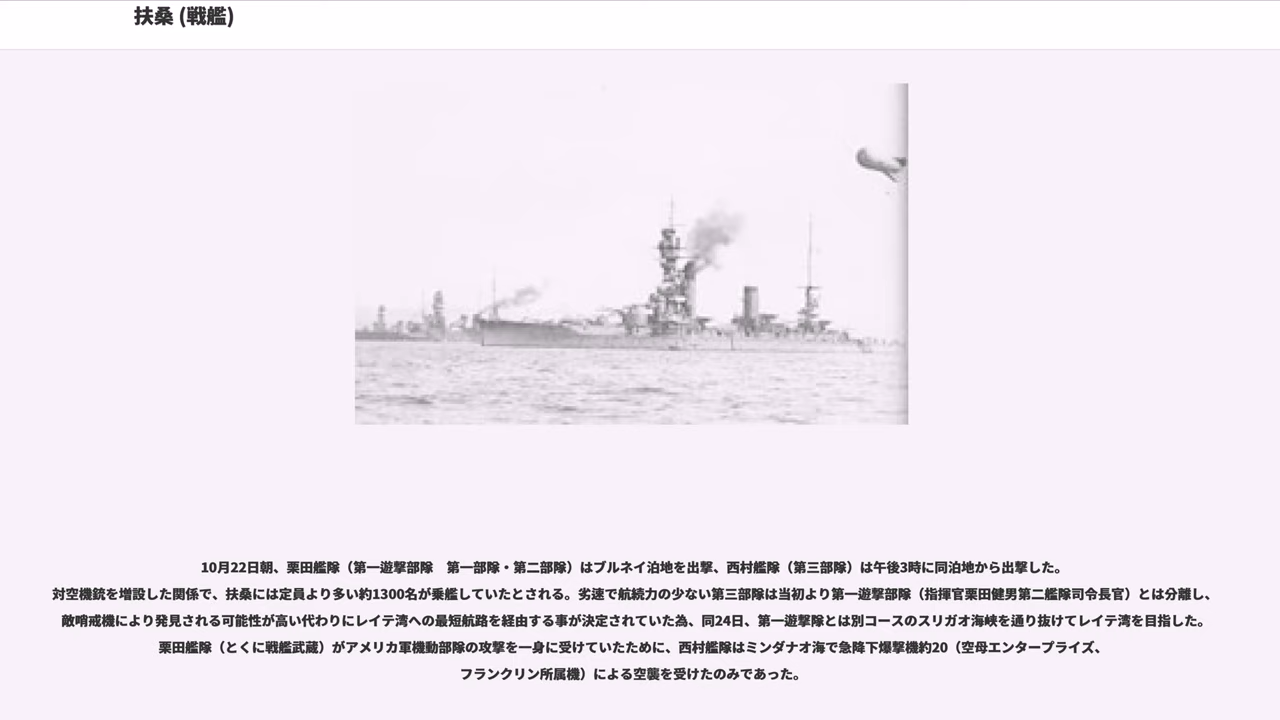 扶桑 (戦艦)
10月22日朝、栗田艦隊（第一遊撃部隊　第一部隊・第二部隊）はブルネイ泊地を出撃、西村艦隊（第三部隊）は午後3時に同泊地から出撃した。
対空機銃を増設した関係で、扶桑には定員より多い約1300名が乗艦していたとされる。劣速で航続力の少ない第三部隊は当初より第一遊撃部隊（指揮官栗田健男第二艦隊司令長官）とは分離し、
敵哨戒機により発見される可能性が高い代わりにレイテ湾への最短航路を経由する事が決定されていた為、同24日、第一遊撃隊とは別コースのスリガオ海峡を通り抜けてレイテ湾を目指した。
栗田艦隊（とくに戦艦武蔵）がアメリカ軍機動部隊の攻撃を一身に受けていたために、西村艦隊はミンダナオ海で急降下爆撃機約20（空母エンタープライズ、
フランクリン所属機）による空襲を受けたのみであった。